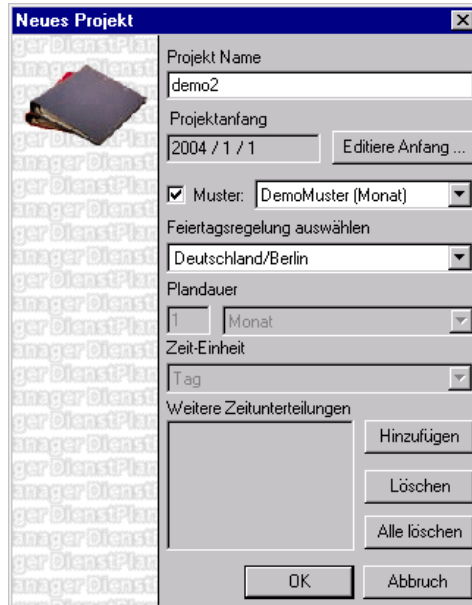 Neues Projekt
Projekt Name
demo2
Projektanfang
2004 / 1 / 1
Editiere Anfang ...
Muster: DemoMuster (Monat)
Feiertagsregelung auswählen
Deutschland/Berlin
Plandauer
1 Monat
Zeit-Einheit
Tag
Weitere Zeitunterteilungen
Hinzufügen
Löschen
Alle löschen
OK Abbruch